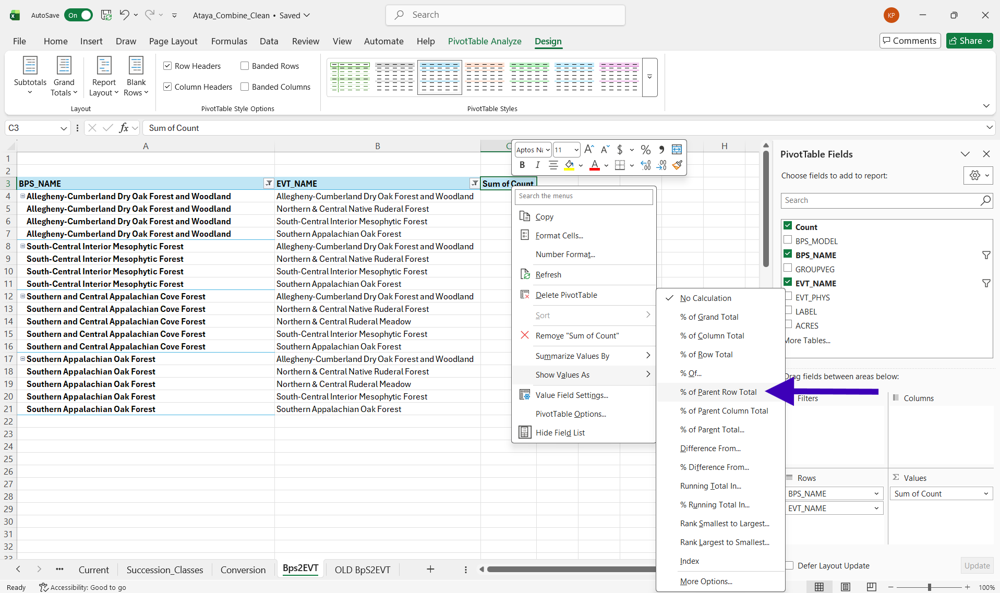 AutoSave On Ataya_Combine_Clean • Saved Search KP
File Home Insert Draw Page Layout Formulas Data Review View Automate Help PivotTable Analyze Design Comments Share
Subtotals
Grand Totals
Report Layout
Blank Rows
Layout
Row Headers
Banded Rows
Column Headers
Banded Columns
PivotTable Style Options
PivotTable Styles
C3 fx Sum of Count
A B C H
Aptos Na 11 A A $ % ,
B I A .00 .00
1
2
3 BPS_NAME EVT_NAME Sum of Count
4 Allegheny-Cumberland Dry Oak Forest and Woodland Allegheny-Cumberland Dry Oak Forest and Woodland
5 Allegheny-Cumberland Dry Oak Forest and Woodland Northern & Central Native Ruderal Forest
6 Allegheny-Cumberland Dry Oak Forest and Woodland South-Central Interior Mesophytic Forest
7 Allegheny-Cumberland Dry Oak Forest and Woodland Southern Appalachian Oak Forest
8 South-Central Interior Mesophytic Forest Allegheny-Cumberland Dry Oak Forest and Woodland
9 South-Central Interior Mesophytic Forest Northern & Central Native Ruderal Forest
10 South-Central Interior Mesophytic Forest South-Central Interior Mesophytic Forest
11 South-Central Interior Mesophytic Forest Southern Appalachian Oak Forest
12 Southern and Central Appalachian Cove Forest Allegheny-Cumberland Dry Oak Forest and Woodland
13 Southern and Central Appalachian Cove Forest Northern & Central Native Ruderal Forest
14 Southern and Central Appalachian Cove Forest Northern & Central Ruderal Meadow
15 Southern and Central Appalachian Cove Forest South-Central Interior Mesophytic Forest
16 Southern and Central Appalachian Cove Forest Southern Appalachian Oak Forest
17 Southern Appalachian Oak Forest Allegheny-Cumberland Dry Oak Forest and Woodland
18 Southern Appalachian Oak Forest Northern & Central Native Ruderal Forest
19 Southern Appalachian Oak Forest Northern & Central Ruderal Meadow
20 Southern Appalachian Oak Forest South-Central Interior Mesophytic Forest
21 Southern Appalachian Oak Forest Southern Appalachian Oak Forest
22
23
24
25
26
27
28
29
30
31
32
33
Search the menus
Copy
Format Cells...
Number Format...
Refresh
Delete PivotTable
Sort
Remove "Sum of Count"
Summarize Values By
Show Values As
Value Field Settings...
PivotTable Options...
Hide Field List
No Calculation
% of Grand Total
% of Column Total
% of Row Total
% Of...
% of Parent Row Total
% of Parent Column Total
% of Parent Total...
Difference From...
% Difference From...
Running Total In...
% Running Total In...
Rank Smallest to Largest...
Rank Largest to Smallest...
Index
More Options...
PivotTable Fields
Choose fields to add to report:
Search
Count
BPS_MODEL
BPS_NAME
GROUPVEG
EVT_NAME
EVT_PHYS
LABEL
ACRES
More Tables...
Drag fields between areas below:
Filters
Columns
Rows
BPS_NAME
EVT_NAME
Values
Sum of Count
Defer Layout Update Update
Current Succession_Classes Conversion Bps2EVT OLD BpS2EVT
Ready Accessibility: Good to go 100%